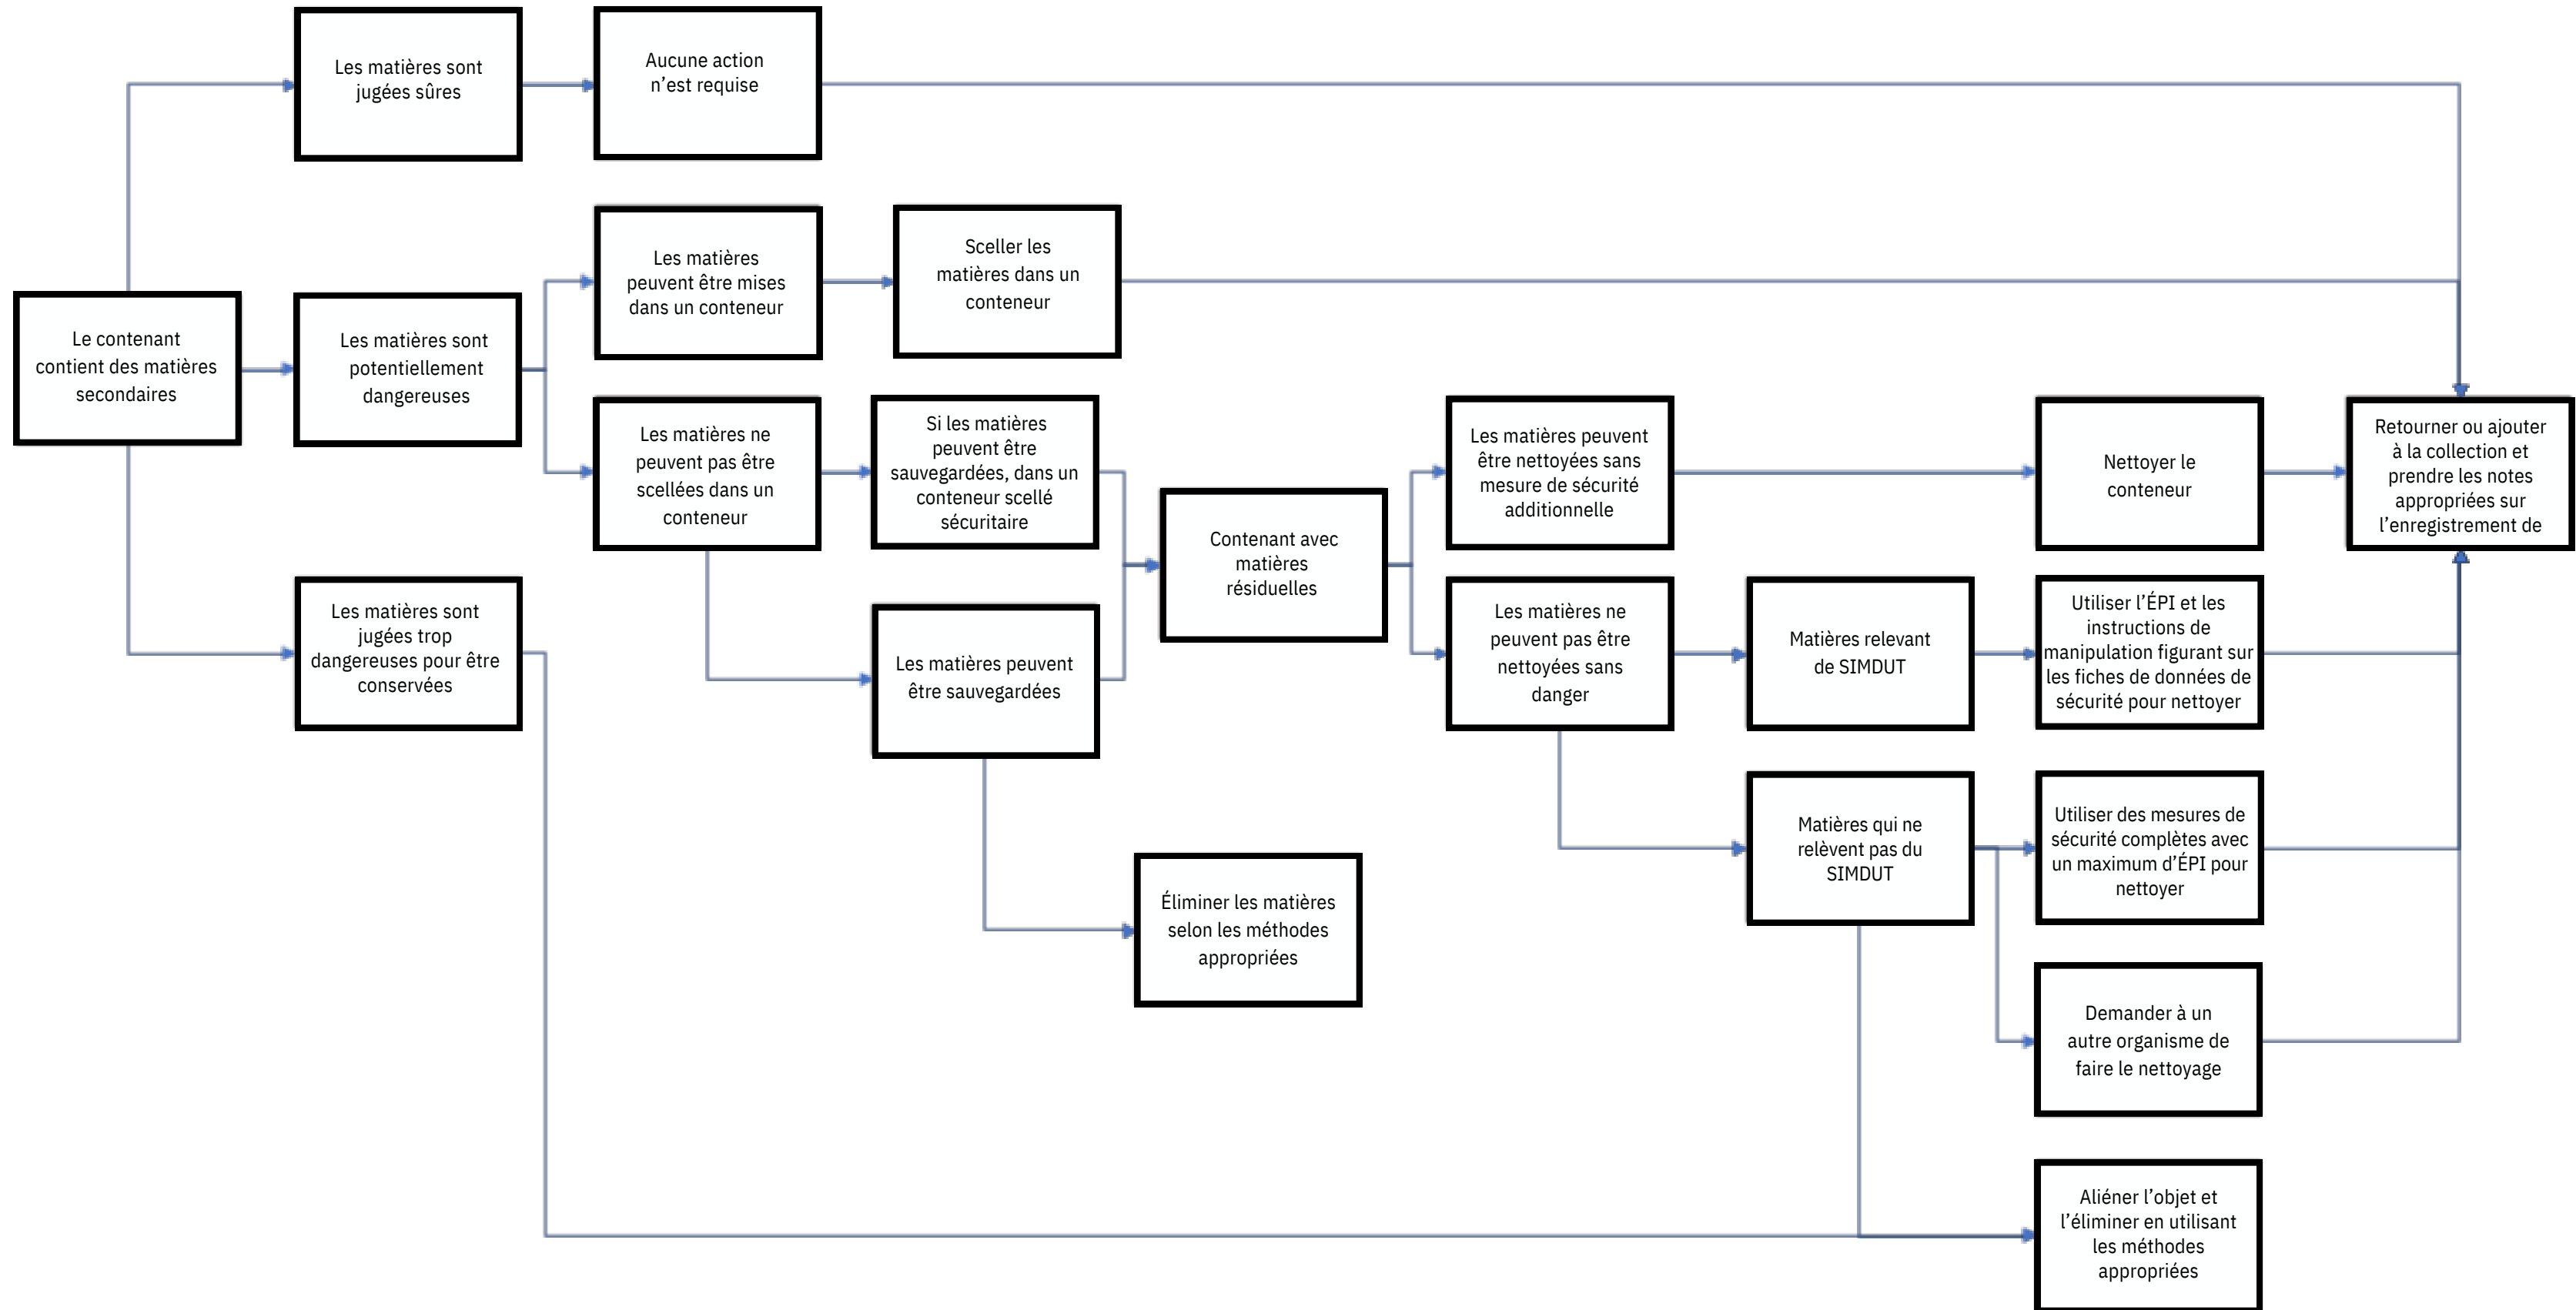 Les matières sont
jugées sûres
Aucune action
n’est requise
Les matières
peuvent être mises
dans un conteneur
Sceller les
matières dans un
conteneur
Le contenant
contient des matières
secondaires
Les matières sont
potentiellement
dangereuses
Les matières ne
peuvent pas être
scellées dans un
conteneur
Si les matières
peuvent être
sauvegardées, dans un
conteneur scellé
sécuritaire
Les matières peuvent
être nettoyées sans
mesure de sécurité
additionnelle
Nettoyer le
conteneur
Retourner ou ajouter
à la collection et
prendre les notes
appropriées sur
l’enregistrement de
Contenant avec
matières
résiduelles
Les matières sont
jugées trop
dangereuses pour être
conservées
Les matières peuvent
être sauvegardées
Les matières ne
peuvent pas être
nettoyées sans
danger
Matières relevant
de SIMDUT
Utiliser l’ÉPI et les
instructions de
manipulation figurant sur
les fiches de données de
sécurité pour nettoyer
Matières qui ne
relèvent pas du
SIMDUT
Utiliser des mesures de
sécurité complètes avec
un maximum d’ÉPI pour
nettoyer
Éliminer les matières
selon les méthodes
appropriées
Demander à un
autre organisme de
faire le nettoyage
Aliéner l’objet et
l’éliminer en utilisant
les méthodes
appropriées